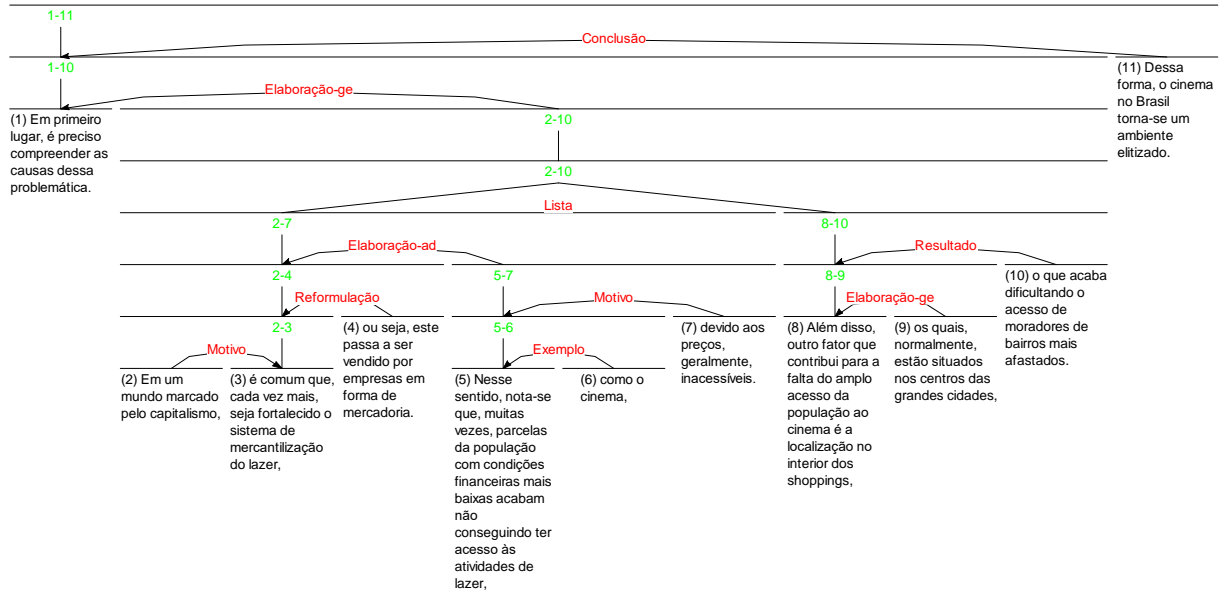 1-11
Conclusão
1-10
(11) Dessa
forma, o cinema
no Brasil
torna-se um
ambiente
elitizado.
Elaboração-ge
(1) Em primeiro
lugar, é preciso
compreender as
causas dessa
problemática.
2-10
2-10
Lista
2-7
8-10
Elaboração-ad
Resultado
2-4
5-7
8-9
(10) o que acaba
dificultando o
acesso de
moradores de
bairros mais
afastados.
Reformulação
Motivo
Elaboração-ge
2-3
(4) ou seja, este
passa a ser
vendido por
empresas em
forma de
mercadoria.
5-6
(7) devido aos
preços,
geralmente,
inacessíveis.
(8) Além disso,
outro fator que
contribui para a
falta do amplo
acesso da
população ao
cinema é a
localização no
interior dos
shoppings,
(9) os quais,
normalmente,
estão situados
nos centros das
grandes cidades,
Motivo
Exemplo
(2) Em um
mundo marcado
pelo capitalismo,
(3) é comum que,
cada vez mais,
seja fortalecido o
sistema de
mercantilização
do lazer,
(5) Nesse
sentido, nota-se
que, muitas
vezes, parcelas
da população
com condições
financeiras mais
baixas acabam
não
conseguindo ter
acesso às
atividades de
lazer,
(6) como o
cinema,